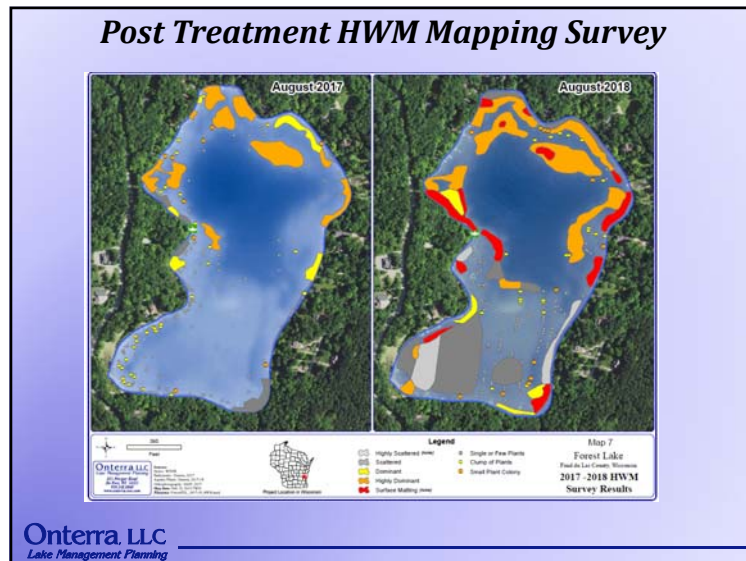 Post Treatment HWM Mapping Survey
August-2017
August-2018
Feet
Onterra LLC
Lake Management Planning
Project Location in Wisconsin
Legend
Highly Scattered
Scattered
Dominant
Highly Dominant
Surface Matting
Single or Few Plants
Clump of Plants
Small Plant Colony
Map 7
Forest Lake
Fond du Lac County, Wisconsin
2017 -2018 HWM
Survey Results
Onterra, LLC
Lake Management Planning